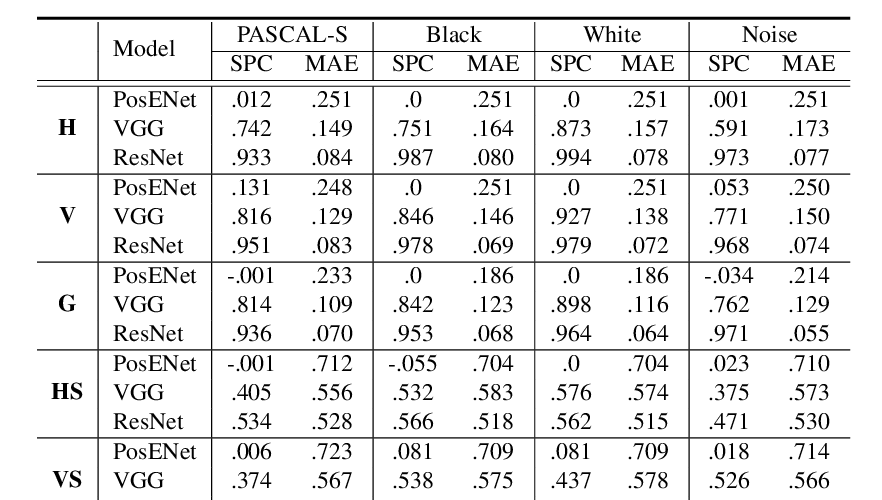 Model PASCAL-S Black White Noise
SPC MAE SPC MAE SPC MAE SPC MAE
H PosENet .012 .251 .0 .251 .0 .251 .001 .251
VGG .742 .149 .751 .164 .873 .157 .591 .173
ResNet .933 .084 .987 .080 .994 .078 .973 .077
V PosENet .131 .248 .0 .251 .0 .251 .053 .250
VGG .816 .129 .846 .146 .927 .138 .771 .150
ResNet .951 .083 .978 .069 .979 .072 .968 .074
G PosENet -.001 .233 .0 .186 .0 .186 -.034 .214
VGG .814 .109 .842 .123 .898 .116 .762 .129
ResNet .936 .070 .953 .068 .964 .064 .971 .055
HS PosENet -.001 .712 -.055 .704 .0 .704 .023 .710
VGG .405 .556 .532 .583 .576 .574 .375 .573
ResNet .534 .528 .566 .518 .562 .515 .471 .530
VS PosENet .006 .723 .081 .709 .081 .709 .018 .714
VGG .374 .567 .538 .575 .437 .578 .526 .566